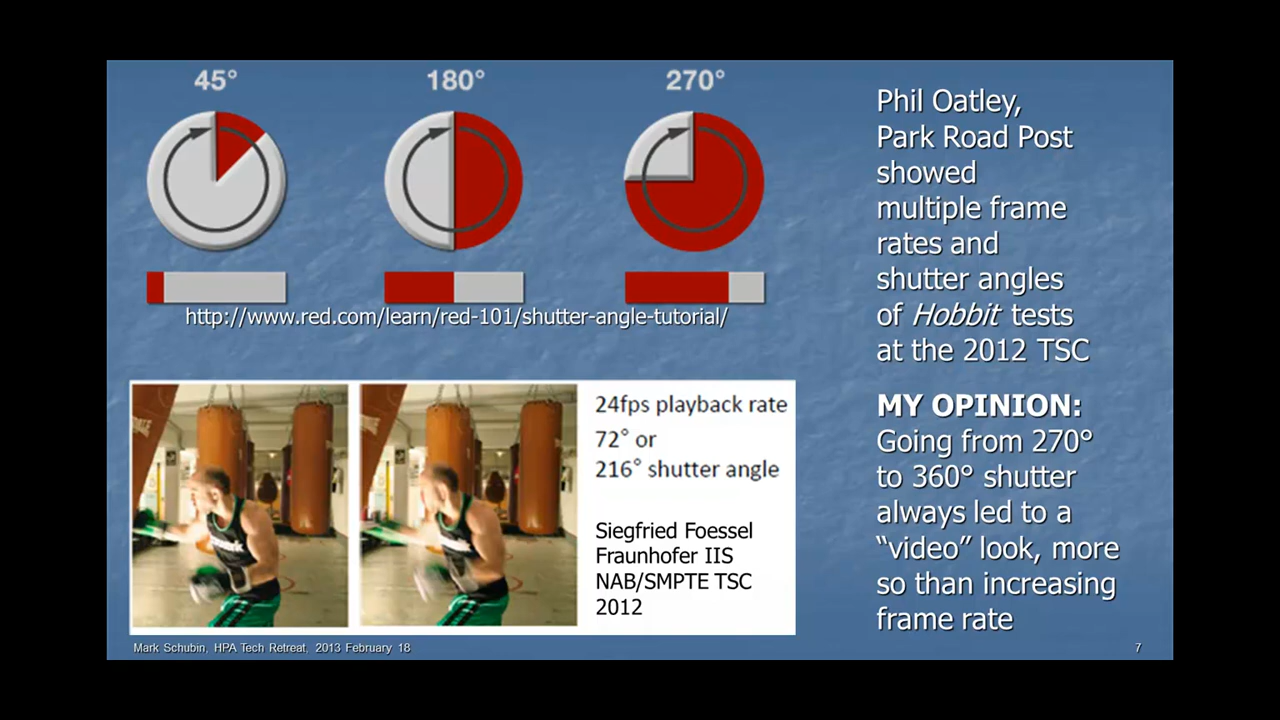 45° 180° 270°
http://www.red.com/learn/red-101/shutter-angle-tutorial/
24fps playback rate
72° or
216° shutter angle
Siegfried Foessel
Fraunhofer IIS
NAB/SMPTE TSC
2012
Phil Oatley,
Park Road Post
showed
multiple frame
rates and
shutter angles
of Hobbit tests
at the 2012 TSC
MY OPINION:
Going from 270°
to 360° shutter
always led to a
“video” look, more
so than increasing
frame rate
Mark Schubin, HPA Tech Retreat, 2013 February 18
7